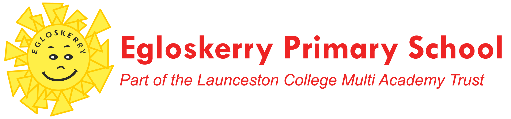 EGLOSKERRY
Egloskerry Primary School
Part of the Launceston College Multi Academy Trust